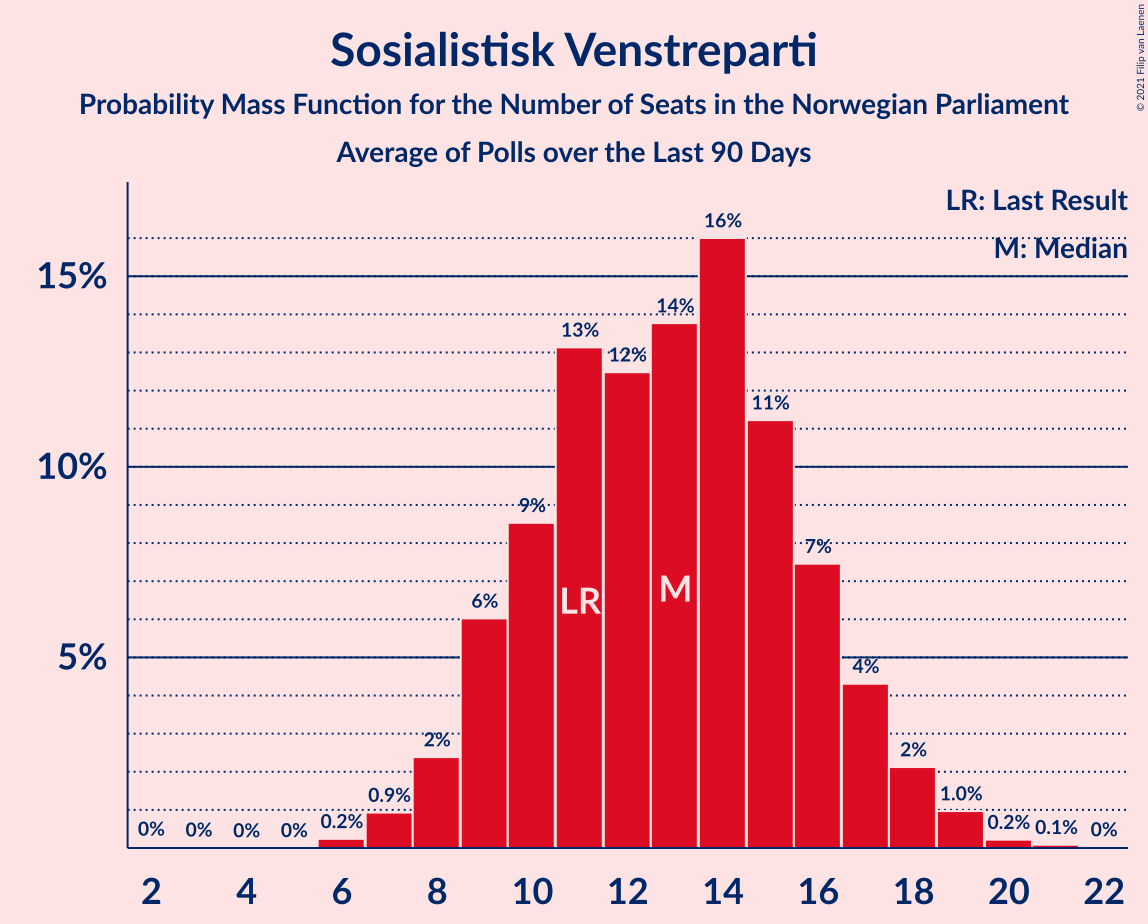 Sosialistisk Venstreparti
Probability Mass Function for the Number of Seats in the Norwegian Parliament
Average of Polls over the Last 90 Days
© 2021 Filip van Laenen
LR: Last Result
M: Median
15%
10%
5%
0%
0%
0%
0%
0.2%
0.9%
2%
6%
9%
13%
12%
14%
16%
11%
7%
4%
2%
1.0%
0.2%
0.1%
0%
LR
M
2 4 6 8 10 12 14 16 18 20 22